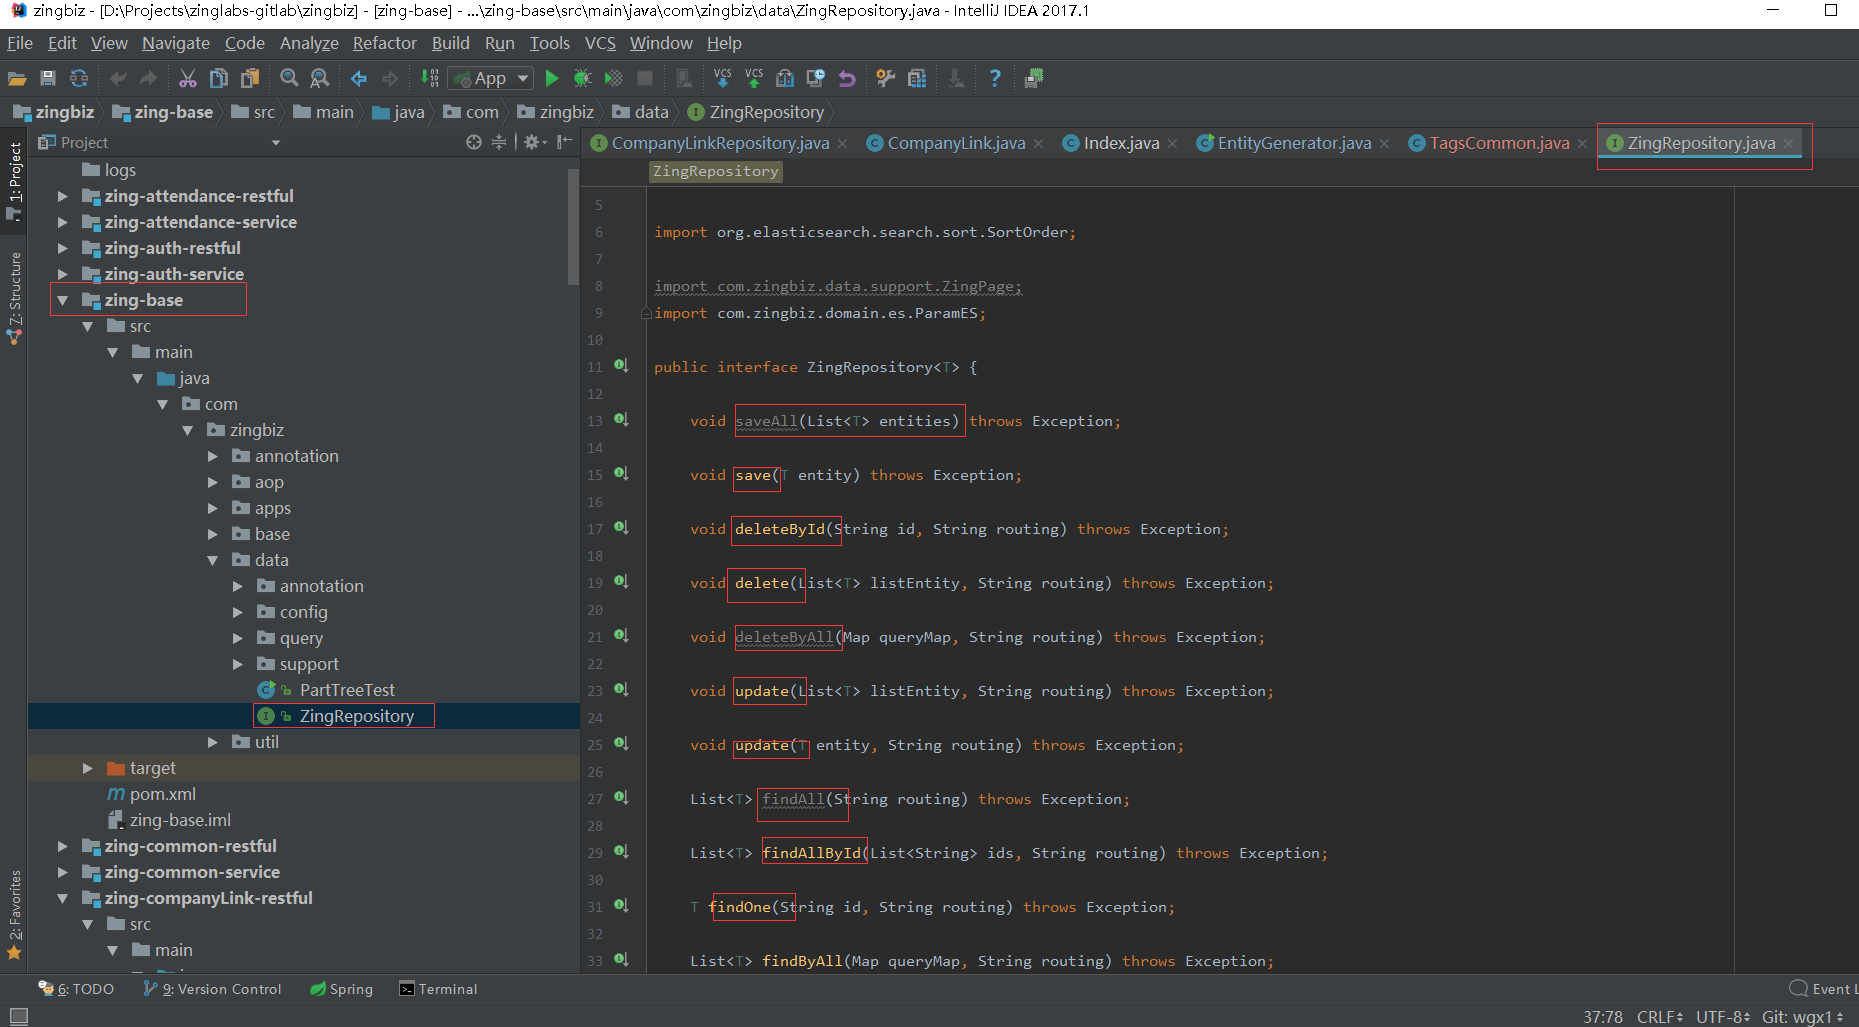 zingbiz - [D:\Projects\zinglabs-gitlab\zingbiz] - [zing-base] - ...\zing-base\src\main\java\com\zingbiz\data\ZingRepository.java - IntelliJ IDEA 2017.1
File Edit View Navigate Code Analyze Refactor Build Run Tools VCS Window Help
App VCS VCS
zingbiz zing-base src main java com zingbiz data ZingRepository
Project
CompanyLinkRepository.java CompanyLink.java Index.java EntityGenerator.java TagsCommon.java ZingRepository.java
ZingRepository
1: Project
Z: Structure
2: Favorites
logs
zing-attendance-restful
zing-attendance-service
zing-auth-restful
zing-auth-service
zing-base
src
main
java
com
zingbiz
annotation
aop
apps
base
data
annotation
config
query
support
PartTreeTest
ZingRepository
util
target
pom.xml
zing-base.iml
zing-common-restful
zing-common-service
zing-companyLink-restful
src
main
5
6 import org.elasticsearch.search.sort.SortOrder;
7
8 import com.zingbiz.data.support.ZingPage;
9 import com.zingbiz.domain.es.ParamES;
10
11 public interface ZingRepository<T> {
12
13 void saveAll(List<T> entities) throws Exception;
14
15 void save(T entity) throws Exception;
16
17 void deleteById(String id, String routing) throws Exception;
18
19 void delete(List<T> listEntity, String routing) throws Exception;
20
21 void deleteByAll(Map queryMap, String routing) throws Exception;
22
23 void update(List<T> listEntity, String routing) throws Exception;
24
25 void update(T entity, String routing) throws Exception;
26
27 List<T> findAll(String routing) throws Exception;
28
29 List<T> findAllById(List<String> ids, String routing) throws Exception;
30
31 T findOne(String id, String routing) throws Exception;
32
33 List<T> findByAll(Map queryMap, String routing) throws Exception;
6: TODO 9: Version Control Spring Terminal Event L
37:78 CRLF UTF-8 Git: wgx1